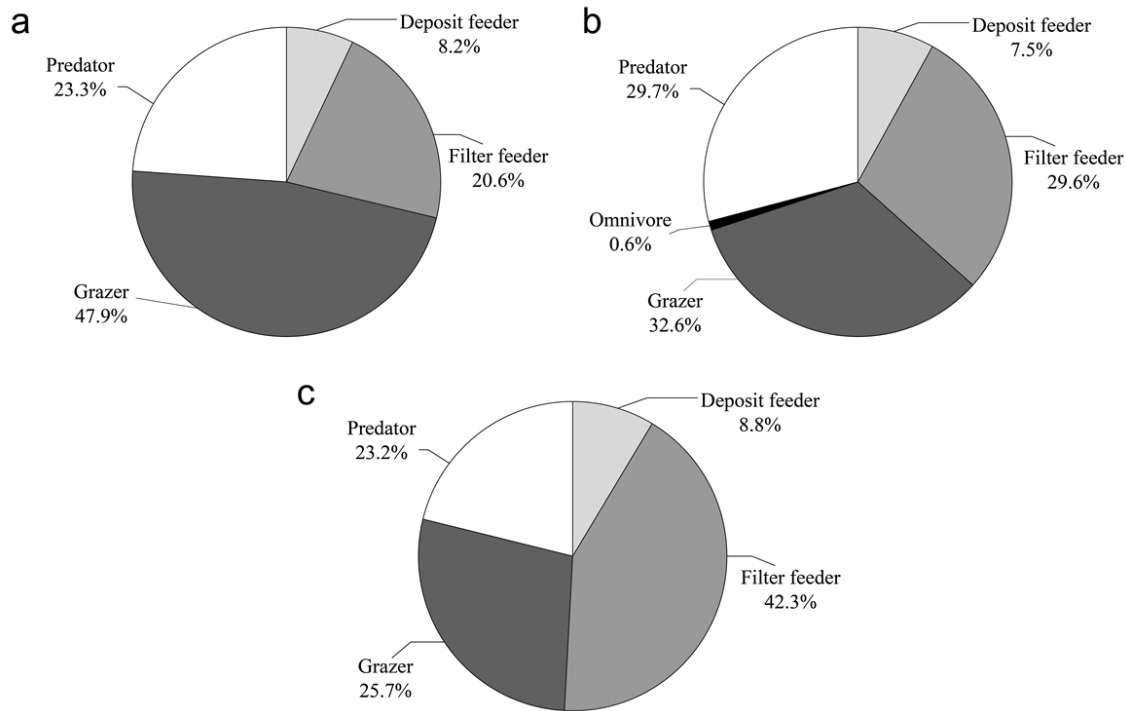 a
Deposit feeder
8.2%
Predator
23.3%
Filter feeder
20.6%
Grazer
47.9%
b
Deposit feeder
7.5%
Predator
29.7%
Filter feeder
29.6%
Omnivore
0.6%
Grazer
32.6%
c
Deposit feeder
8.8%
Predator
23.2%
Filter feeder
42.3%
Grazer
25.7%